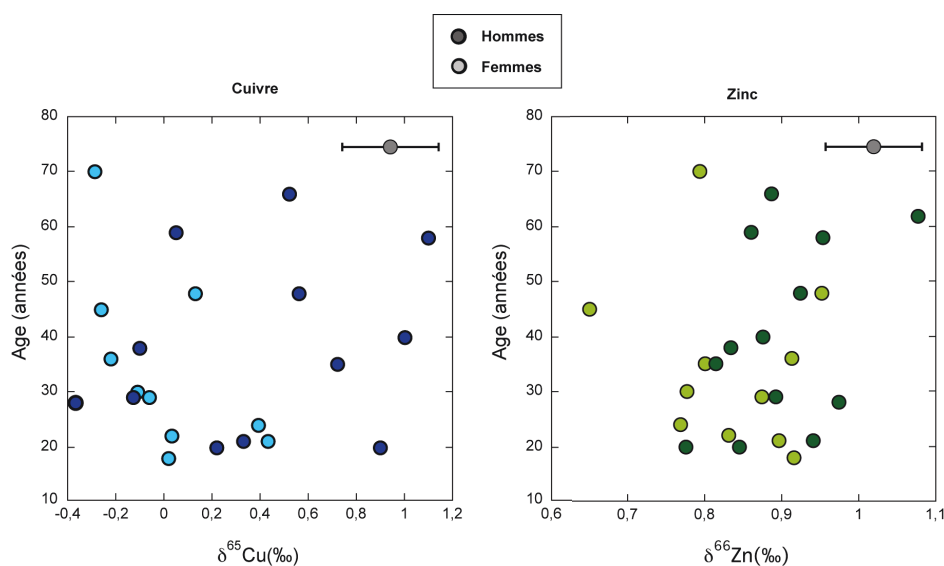 Hommes
Femmes
Cuivre
80
70
60
50
40
30
20
10
Age (années)
-0,4 -0,2 0 0,2 0,4 0,6 0,8 1 1,2
δ⁶⁵Cu(‰)
Zinc
80
70
60
50
40
30
20
10
Age (années)
0,6 0,7 0,8 0,9 1 1,1
δ⁶⁶Zn(‰)